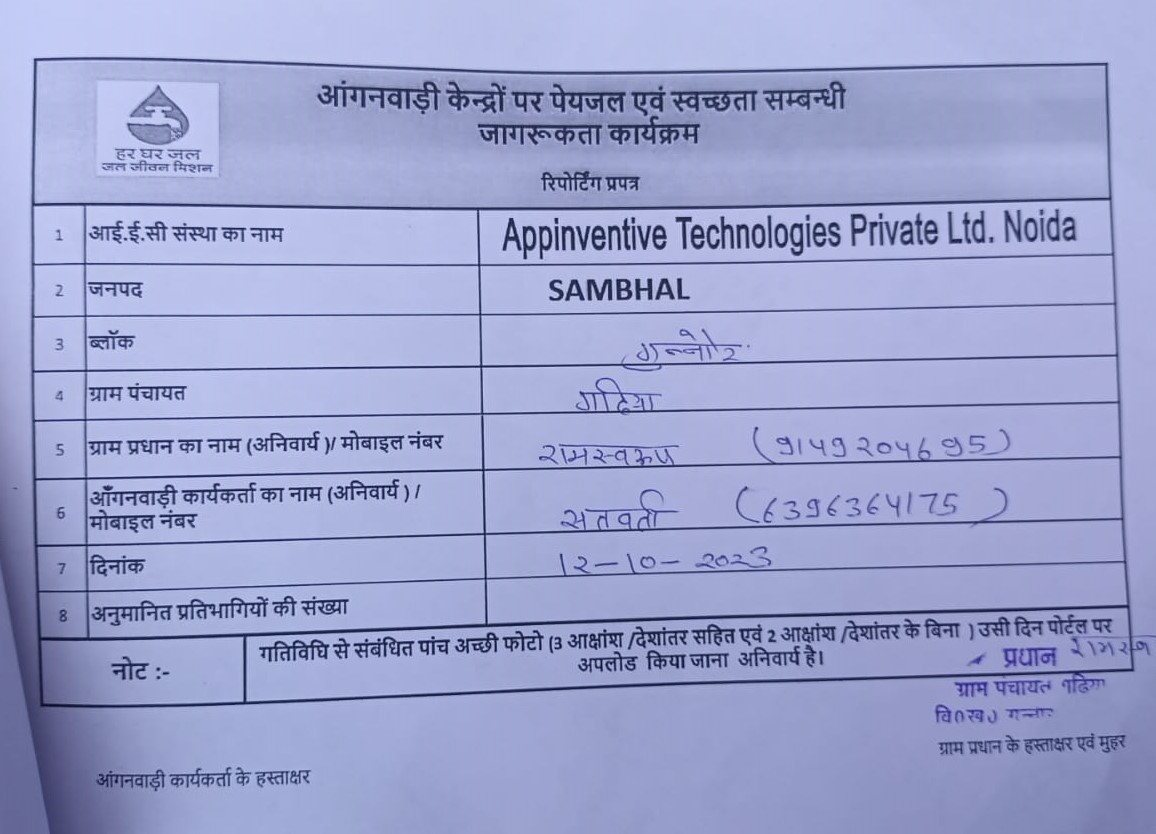 हर घर जल
जल जीवन मिशन
आंगनवाड़ी केन्द्रों पर पेयजल एवं स्वच्छता सम्बन्धी
जागरूकता कार्यक्रम
रिपोर्टिंग प्रपत्र
1 आई.ई.सी संस्था का नाम Appinventive Technologies Private Ltd. Noida
2 जनपद SAMBHAL
3 ब्लॉक गुन्नौर
4 ग्राम पंचायत गढिया
5 ग्राम प्रधान का नाम (अनिवार्य )/ मोबाइल नंबर रामस्वरूप (9149204695)
6 आँगनवाड़ी कार्यकर्ता का नाम (अनिवार्य ) /
मोबाइल नंबर सतवती (6396364175)
7 दिनांक 12-10-2023
8 अनुमानित प्रतिभागियों की संख्या
नोट :- गतिविधि से संबंधित पांच अच्छी फोटो (3 आक्षांश /देशांतर सहित एवं 2 आक्षांश /देशांतर के बिना ) उसी दिन पोर्टल पर
अपलोड किया जाना अनिवार्य है।
प्रधान
ग्राम पंचायत गढिया
वि0ख0
ग्राम प्रधान के हस्ताक्षर एवं मुहर
आंगनवाड़ी कार्यकर्ता के हस्ताक्षर